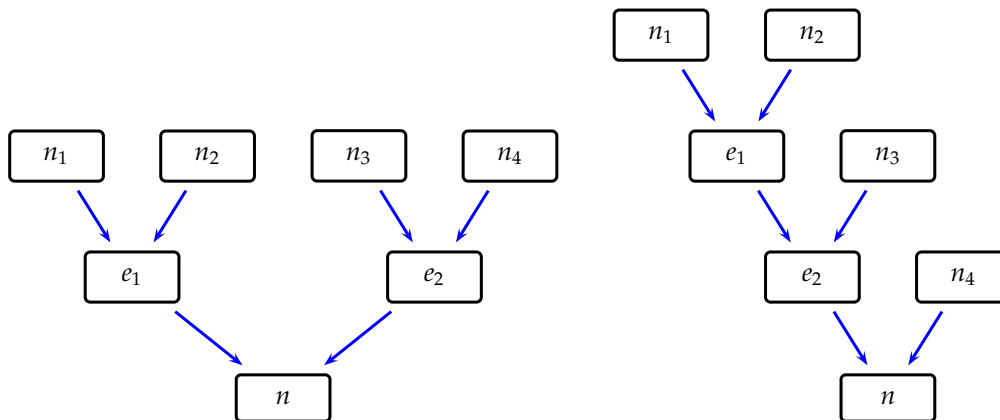 n₁ n₂
n₁ n₂ n₃ n₄ e₁ n₃
e₁ e₂ e₂ n₄
n n